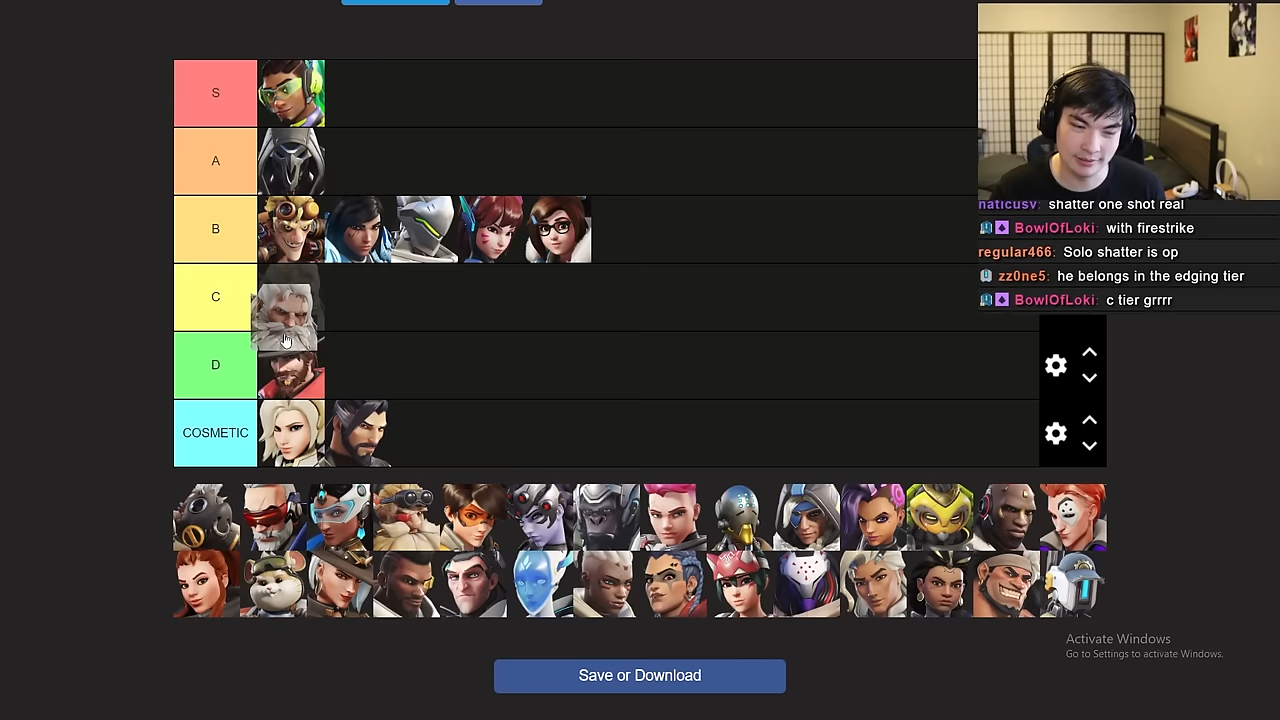 S
A
B
C
D
COSMETIC
naticusv: shatter one shot real
BowlOfLoki: with firestrike
regular466: Solo shatter is op
zz0ne5: he belongs in the edging tier
BowlOfLoki: c tier grrr
Activate Windows
Go to Settings to activate Windows.
Save or Download